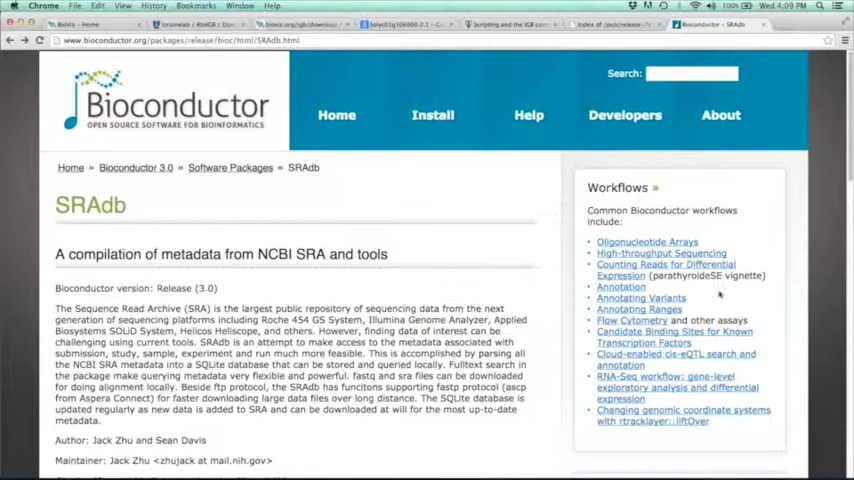 Chrome File Edit View History Bookmarks Window Help
100% Wed 4:09 PM
BioViz - Home
Bioconductor - SRAdb
www.bioconductor.org/packages/release/bioc/html/SRAdb.html
Bioconductor
OPEN SOURCE SOFTWARE FOR BIOINFORMATICS
Search:
Home Install Help Developers About
Home » Bioconductor 3.0 » Software Packages » SRAdb
SRAdb
A compilation of metadata from NCBI SRA and tools
Bioconductor version: Release (3.0)
The Sequence Read Archive (SRA) is the largest public repository of sequencing data from the next
generation of sequencing platforms including Roche 454 GS System, Illumina Genome Analyzer, Applied
Biosystems SOLiD System, Helicos Heliscope, and others. However, finding data of interest can be
challenging using current tools. SRAdb is an attempt to make access to the metadata associated with
submission, study, sample, experiment and run much more feasible. This is accomplished by parsing all
the NCBI SRA metadata into a SQLite database that can be stored and queried locally. Fulltext search in
the package make querying metadata very flexible and powerful. fastq and sra files can be downloaded
for doing alignment locally. Beside ftp protocol, the SRAdb has funcitons supporting fastp protocol (ascp
from Aspera Connect) for faster downloading large data files over long distance. The SQLite database is
updated regularly as new data is added to SRA and can be downloaded at will for the most up-to-date
metadata.
Author: Jack Zhu and Sean Davis
Maintainer: Jack Zhu <zhujack at mail.nih.gov>
Workflows »
Common Bioconductor workflows
include:
• Oligonucleotide Arrays
• High-throughput Sequencing
• Counting Reads for Differential
Expression (parathyroideSE vignette)
• Annotation
• Annotating Variants
• Annotating Ranges
• Flow Cytometry and other assays
• Candidate Binding Sites for Known
Transcription Factors
• Cloud-enabled cis-eQTL search and
annotation
• RNA-Seq workflow: gene-level
exploratory analysis and differential
expression
• Changing genomic coordinate systems
with rtracklayer::liftOver